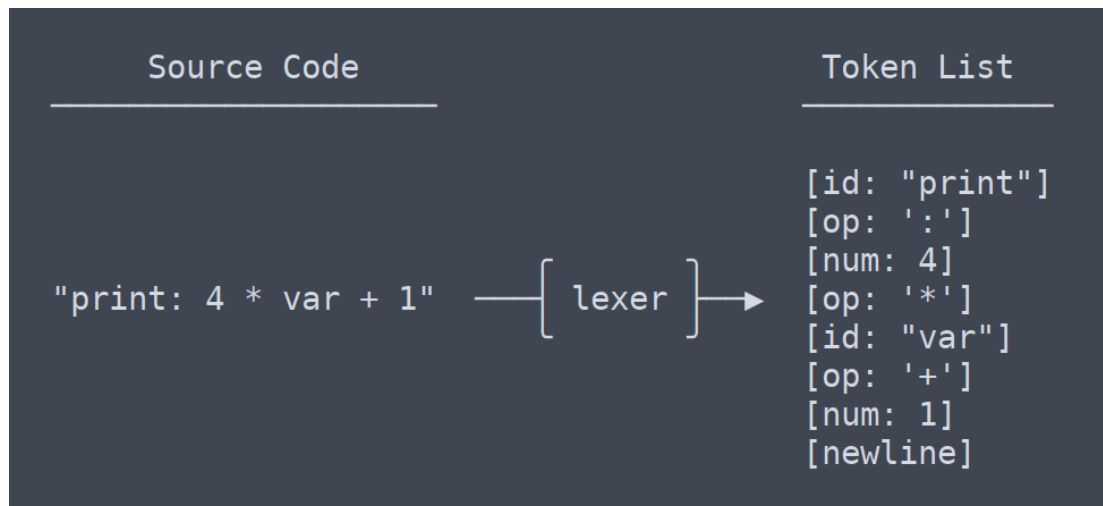 Source Code
Token List
[id: "print"]
[op: ':']
[num: 4]
"print: 4 * var + 1"
lexer
[op: '*']
[id: "var"]
[op: '+']
[num: 1]
[newline]